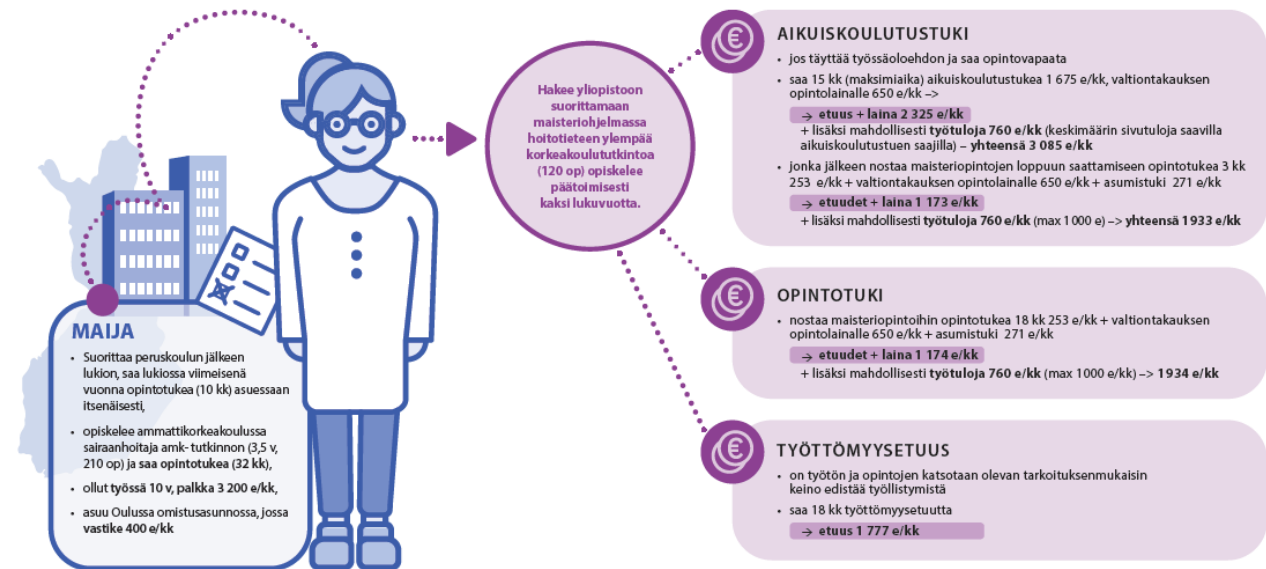 MAIJA
• Suorittaa peruskoulun jälkeen
lukion, saa lukiossa viimeisenä
vuonna opintotukea (10 kk) asuessaan
itsenäisesti,
• opiskelee ammattikorkeakoulussa
sairaanhoitaja amk- tutkinnon (3,5 v,
210 op) ja saa opintotukea (32 kk),
• ollut työssä 10 v, palkka 3 200 e/kk,
• asuu Oulussa omistusasunnossa, jossa
vastike 400 e/kk
Hakee yliopistoon
suorittamaan
maisteriohjelmassa
hoitotieteen ylempää
korkeakoulututkintoa
(120 op) opiskelee
päätoimisesti
kaksi lukuvuotta.
€
AIKUISKOULUTUSTUKI
• jos täyttää työssäoloehdon ja saa opintovapaata
• saa 15 kk (maksimiaika) aikuiskoulutustukea 1 675 e/kk, valtiontakauksen
opintolainalle 650 e/kk –>
→ etuus + laina 2 325 e/kk
+ lisäksi mahdollisesti työtuloja 760 e/kk (keskimäärin sivutuloja saavilla
aikuiskoulutustuen saajilla) – yhteensä 3 085 e/kk
• jonka jälkeen nostaa maisteriopintojen loppuun saattamiseen opintotukea 3 kk
253 e/kk + valtiontakauksen opintolainalle 650 e/kk + asumistuki 271 e/kk
→ etuudet + laina 1 173 e/kk
+ lisäksi mahdollisesti työtuloja 760 e/kk (max 1 000 e) –> yhteensä 1 933 e/kk
€
OPINTOTUKI
• nostaa maisteriopintoihin opintotukea 18 kk 253 e/kk + valtiontakauksen
opintolainalle 650 e/kk + asumistuki 271 e/kk
→ etuudet + laina 1 174 e/kk
+ lisäksi mahdollisesti työtuloja 760 e/kk (max 1000 e/kk) –> 1 934 e/kk
€
TYÖTTÖMYYSETUUS
• on työtön ja opintojen katsotaan olevan tarkoituksenmukaisin
keino edistää työllistymistä
• saa 18 kk työttömyysetuutta
→ etuus 1 777 e/kk